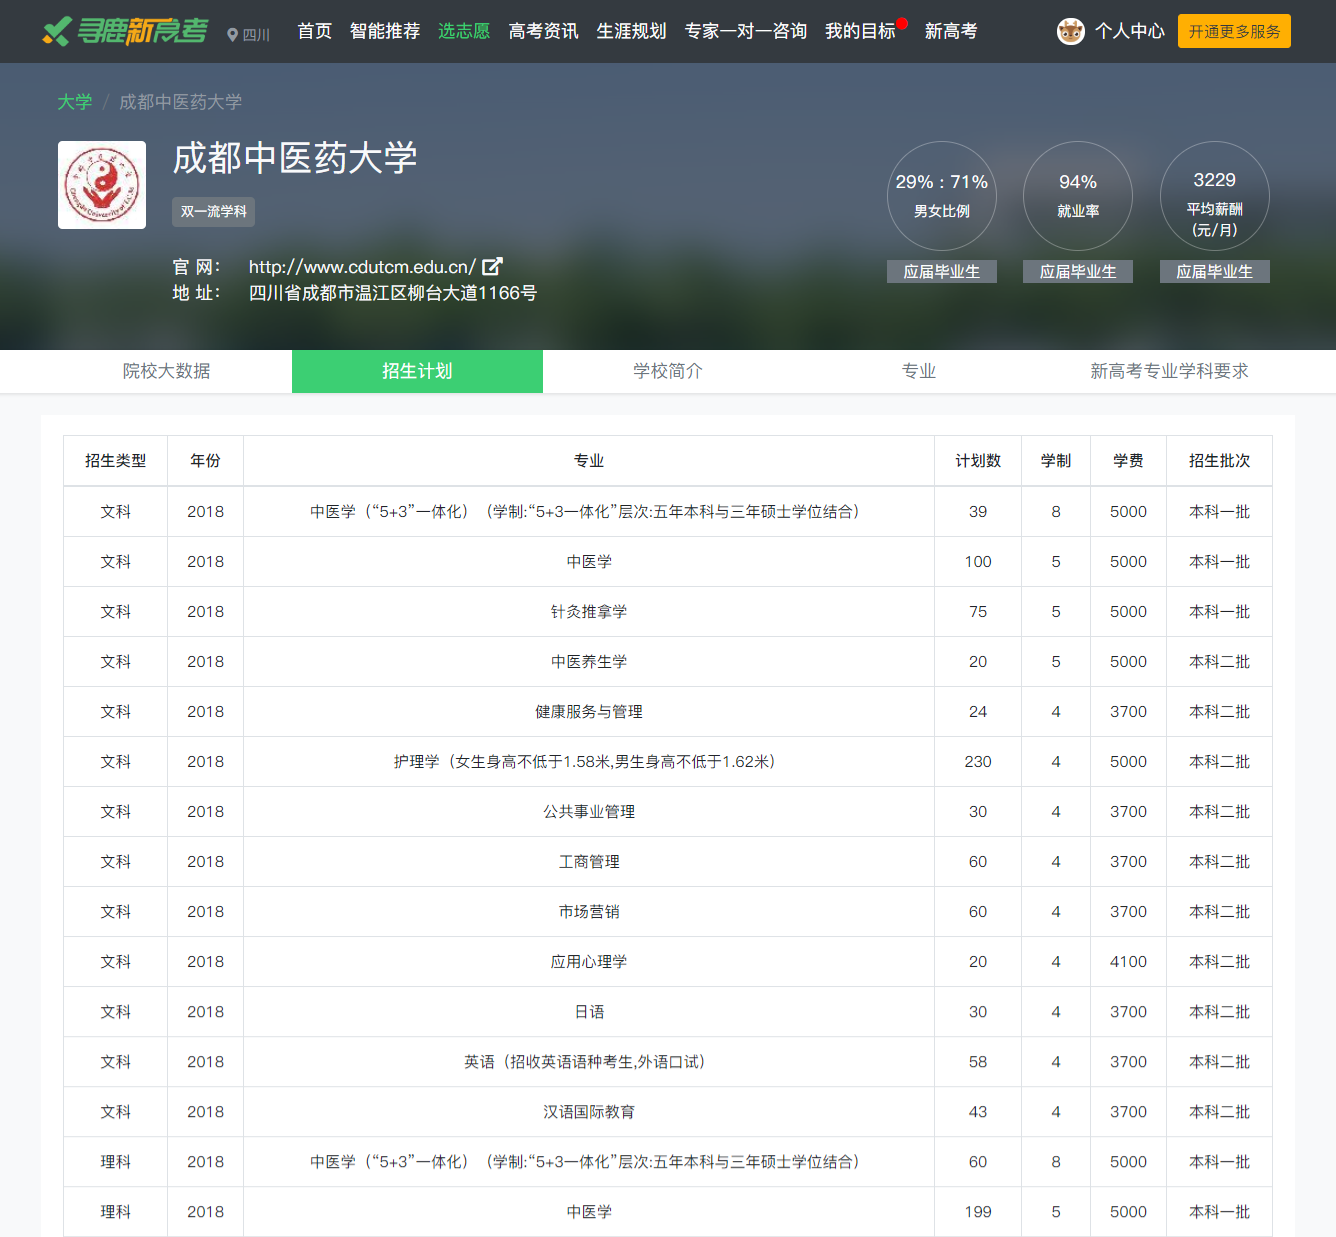 寻鹿新高考 四川 首页 智能推荐 选志愿 高考资讯 生涯规划 专家一对一咨询 我的目标 新高考 个人中心 开通更多服务
大学 / 成都中医药大学
成都中医药大学
双一流学科
官 网： http://www.cdutcm.edu.cn/
地 址： 四川省成都市温江区柳台大道1166号
29% : 71%
男女比例
应届毕业生
94%
就业率
应届毕业生
3229
平均薪酬
(元/月)
应届毕业生
院校大数据 招生计划 学校简介 专业 新高考专业学科要求
招生类型 年份 专业 计划数 学制 学费 招生批次
文科 2018 中医学（“5+3”一体化）（学制:“5+3一体化”层次:五年本科与三年硕士学位结合） 39 8 5000 本科一批
文科 2018 中医学 100 5 5000 本科一批
文科 2018 针灸推拿学 75 5 5000 本科一批
文科 2018 中医养生学 20 5 5000 本科二批
文科 2018 健康服务与管理 24 4 3700 本科二批
文科 2018 护理学（女生身高不低于1.58米,男生身高不低于1.62米） 230 4 5000 本科二批
文科 2018 公共事业管理 30 4 3700 本科二批
文科 2018 工商管理 60 4 3700 本科二批
文科 2018 市场营销 60 4 3700 本科二批
文科 2018 应用心理学 20 4 4100 本科二批
文科 2018 日语 30 4 3700 本科二批
文科 2018 英语（招收英语语种考生,外语口试） 58 4 3700 本科二批
文科 2018 汉语国际教育 43 4 3700 本科二批
理科 2018 中医学（“5+3”一体化）（学制:“5+3一体化”层次:五年本科与三年硕士学位结合） 60 8 5000 本科一批
理科 2018 中医学 199 5 5000 本科一批